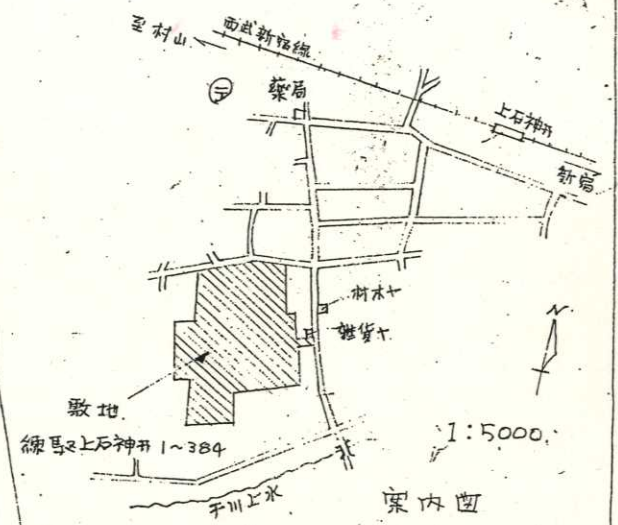 至村山
西武新宿線
薬局
上石神井
新宿
材木ヤ
雑貨ヤ
N
敷地
練馬区上石神井 1~384
1:5000
千川上水
案内図